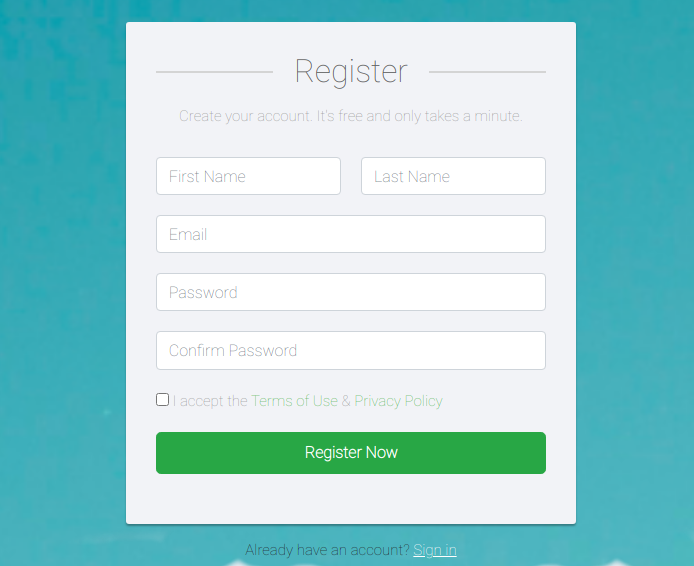 Register
Create your account. It's free and only takes a minute.
First Name Last Name
Email
Password
Confirm Password
I accept the Terms of Use & Privacy Policy
Register Now
Already have an account? Sign in